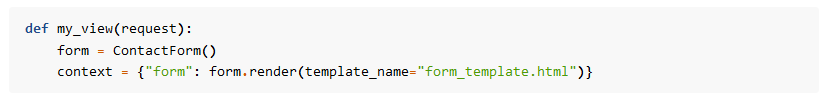 def my_view(request):
    form = ContactForm()
    context = {"form": form.render(template_name="form_template.html")}